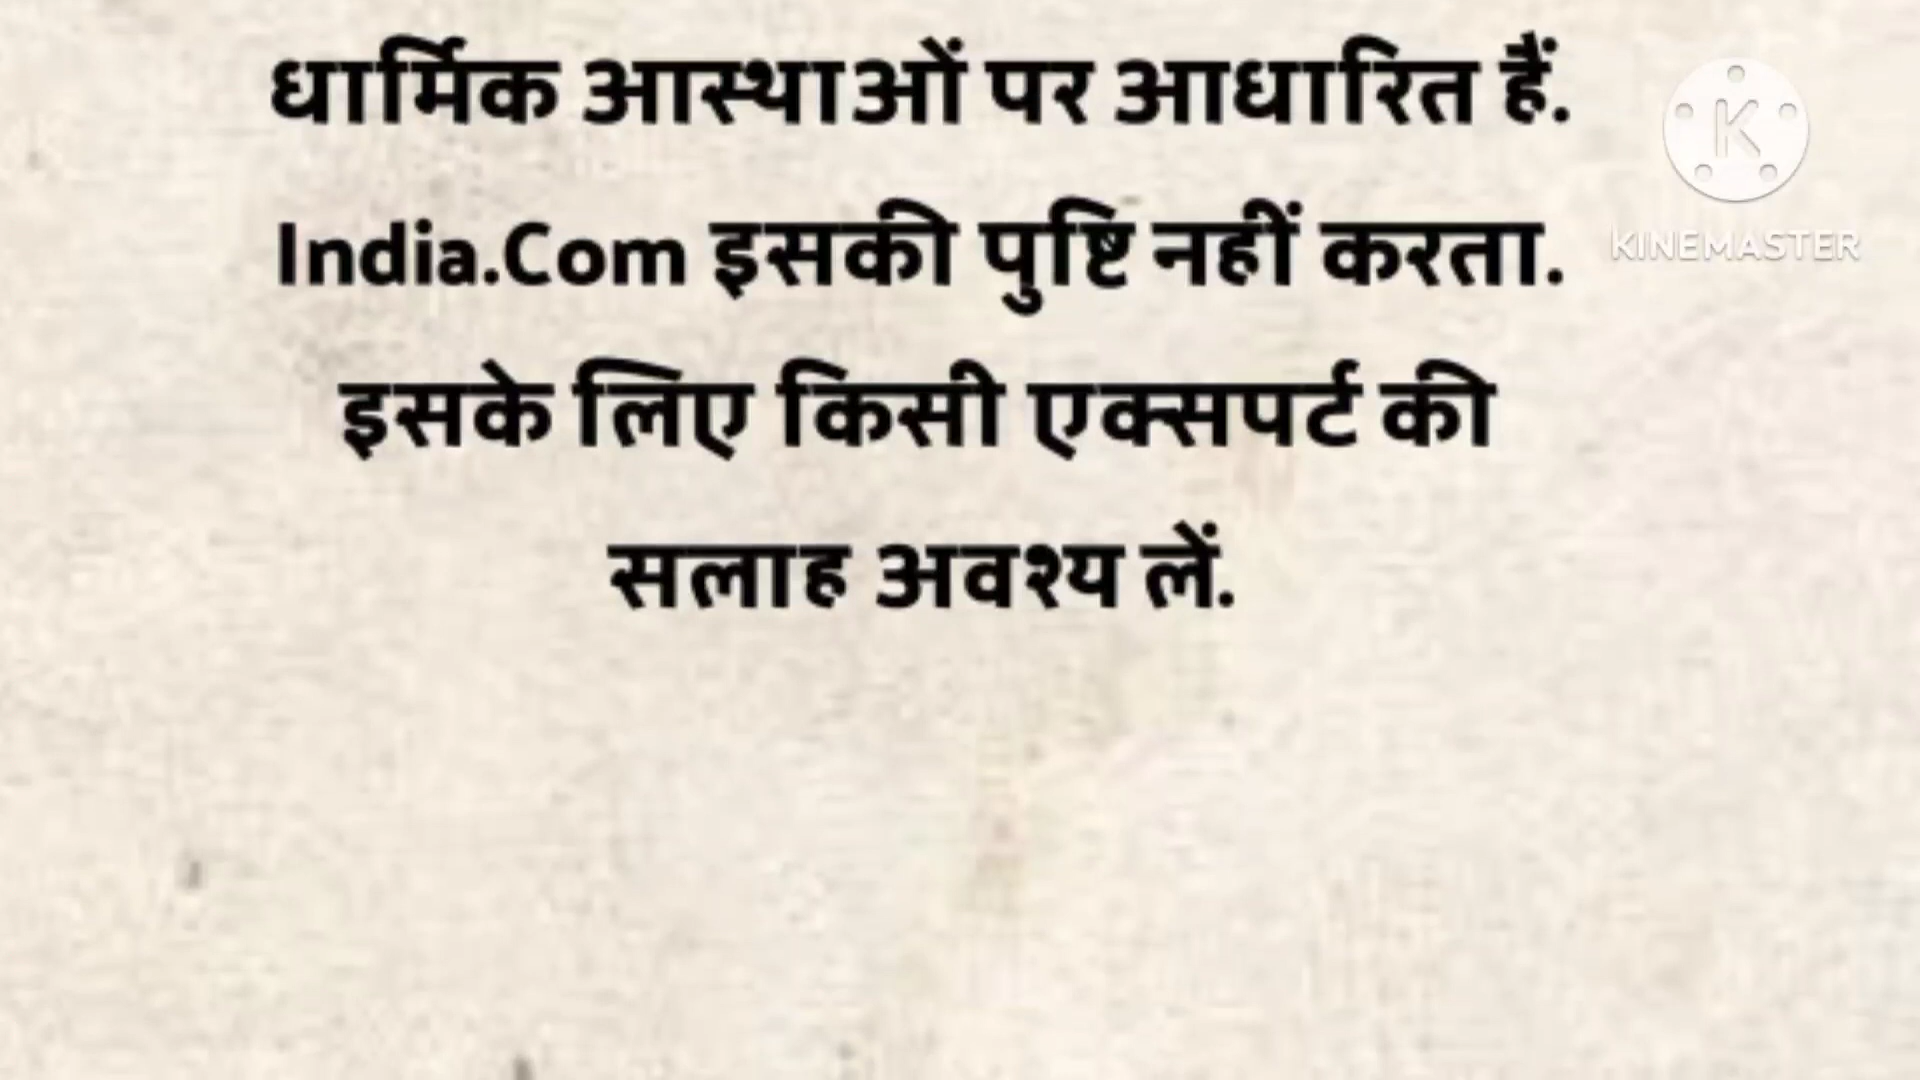 धार्मिक आस्थाओं पर आधारित हैं.
India.Com इसकी पुष्टि नहीं करता.
इसके लिए किसी एक्सपर्ट की
सलाह अवश्य लें.
K
KINEMASTER